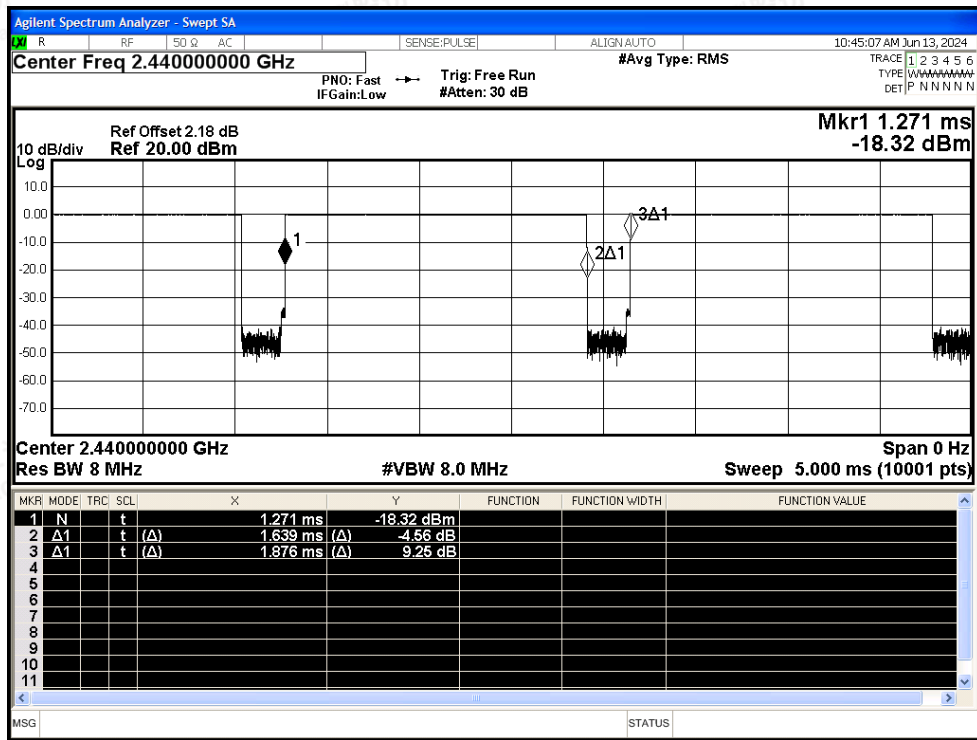 Agilent Spectrum Analyzer - Swept SA
LXI R RF 50 Ω AC SENSE:PULSE ALIGN AUTO 10:45:07 AM Jun 13, 2024
Center Freq 2.440000000 GHz #Avg Type: RMS TRACE 1 2 3 4 5 6
PNO: Fast Trig: Free Run TYPE WWWWWW
IFGain:Low #Atten: 30 dB DET P N N N N N
Mkr1 1.271 ms
Ref Offset 2.18 dB
10 dB/div Ref 20.00 dBm -18.32 dBm
Log
10.0
0.00
-10.0
-20.0
-30.0
-40.0
-50.0
-60.0
-70.0
1
2Δ1
3Δ1
Center 2.440000000 GHz Span 0 Hz
Res BW 8 MHz #VBW 8.0 MHz Sweep 5.000 ms (10001 pts)
MKR MODE TRC SCL X Y FUNCTION FUNCTION WIDTH FUNCTION VALUE
1 N t 1.271 ms -18.32 dBm
2 Δ1 t (Δ) 1.639 ms (Δ) -4.56 dB
3 Δ1 t (Δ) 1.876 ms (Δ) 9.25 dB
4
5
6
7
8
9
10
11
MSG STATUS